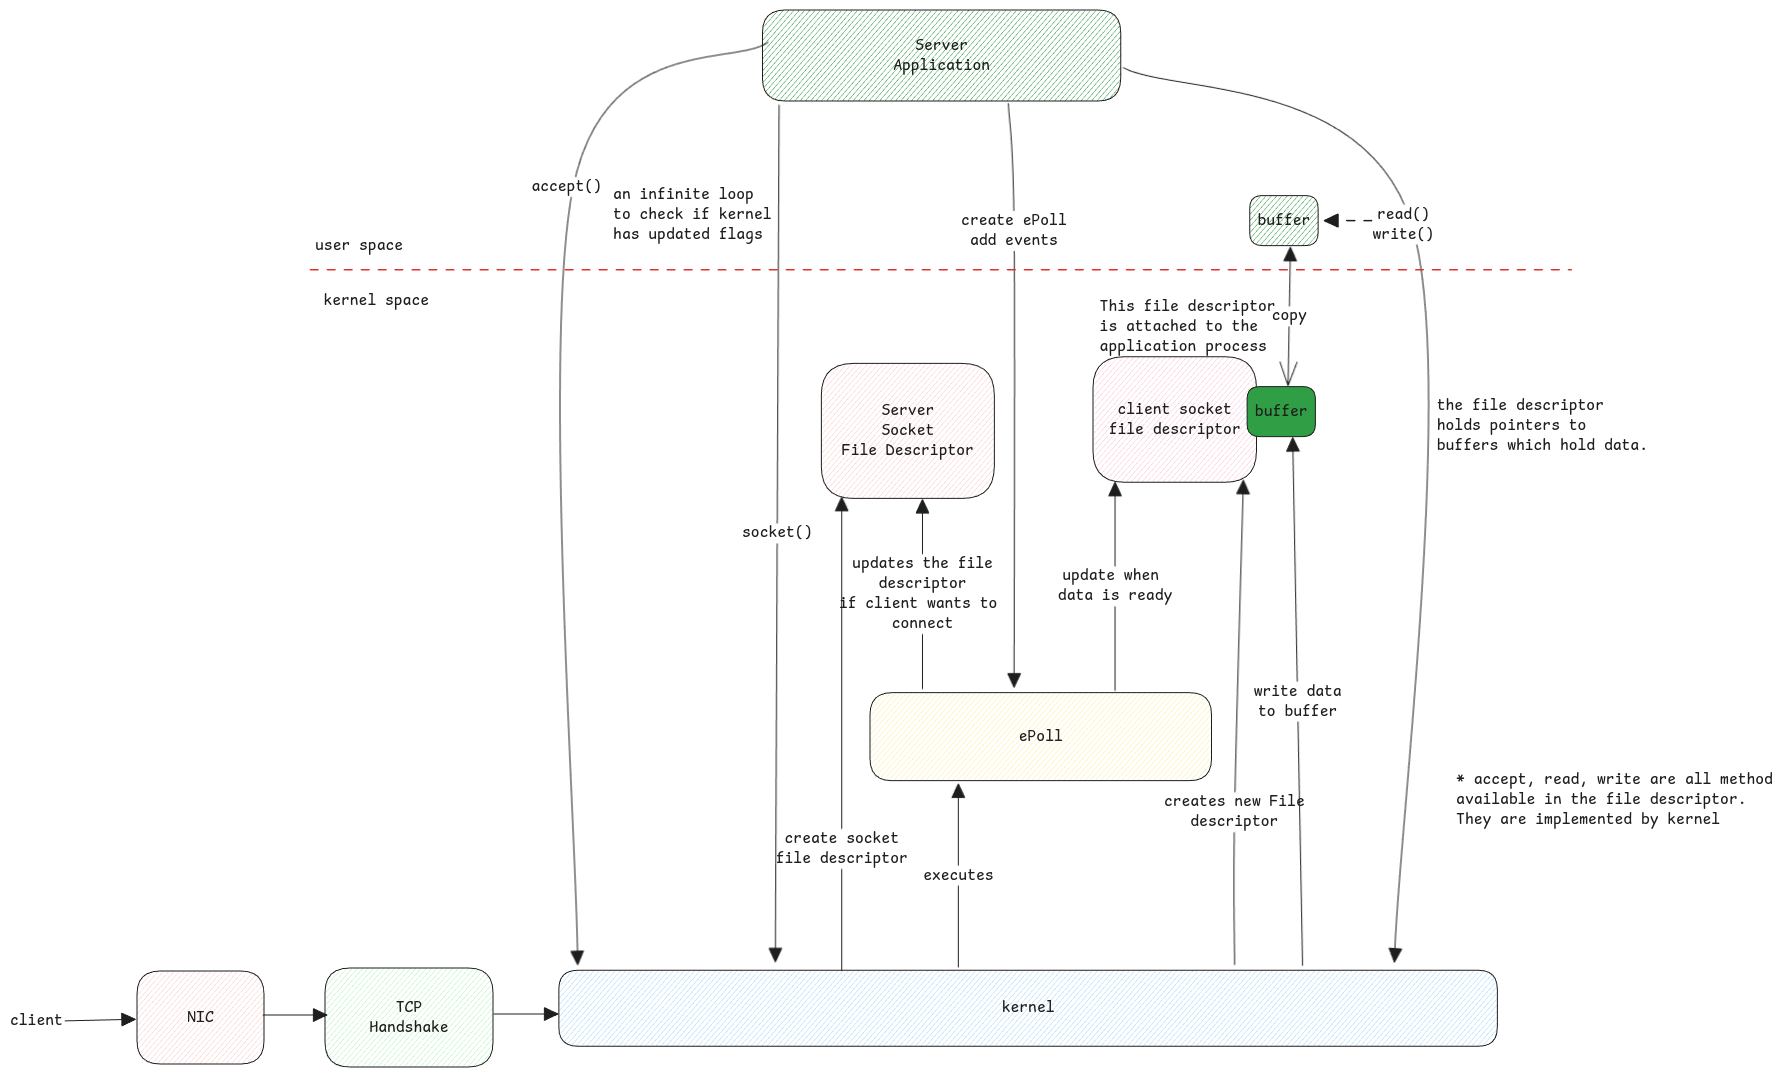 Server
Application
accept()
an infinite loop
to check if kernel
has updated flags
create ePoll
add events
buffer
read()
write()
user space
kernel space
This file descriptor
is attached to the
application process
copy
Server
Socket
File Descriptor
client socket
file descriptor
buffer
the file descriptor
holds pointers to
buffers which hold data.
socket()
updates the file
descriptor
if client wants to
connect
update when
data is ready
write data
to buffer
ePoll
* accept, read, write are all method
available in the file descriptor.
They are implemented by kernel
creates new File
descriptor
create socket
file descriptor
executes
client
NIC
TCP
Handshake
kernel